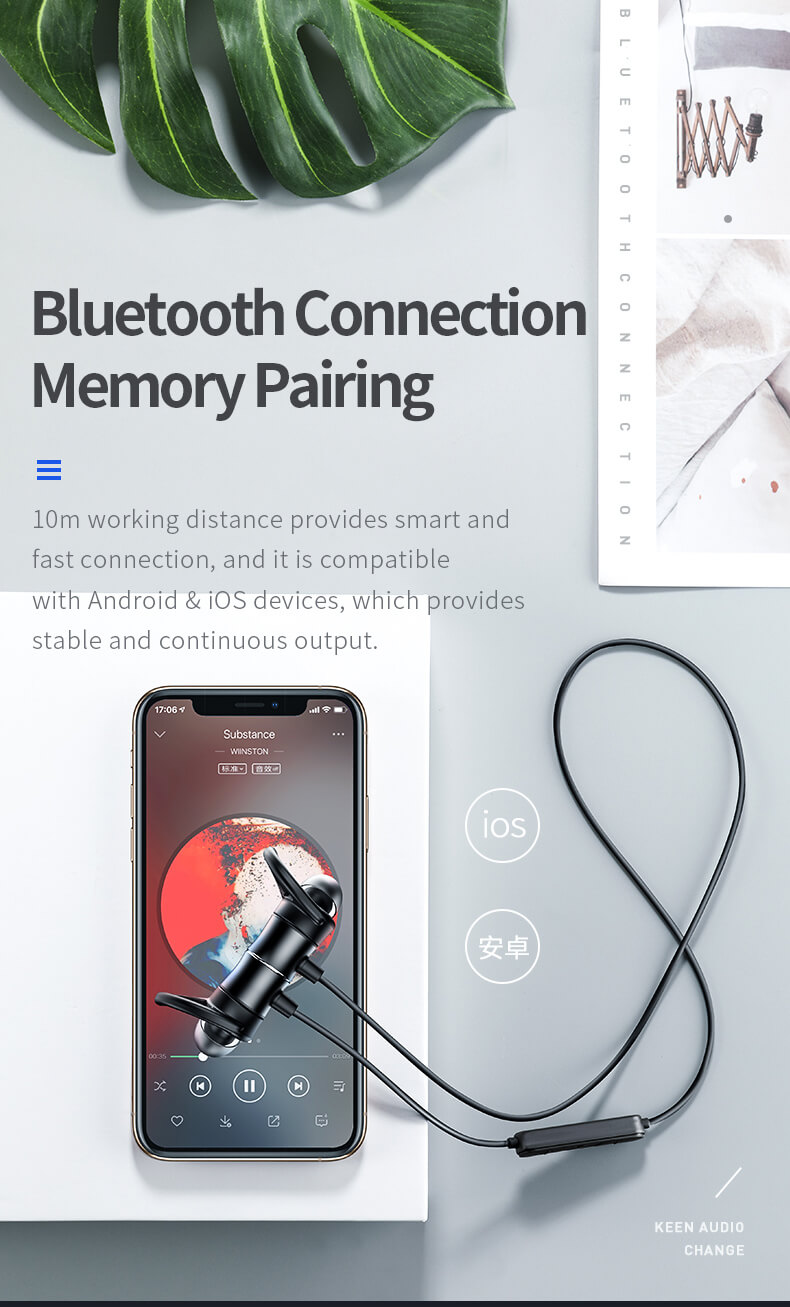 BLUETOOTH CONNECTION
Bluetooth Connection
Memory Pairing
10m working distance provides smart and
fast connection, and it is compatible
with Android & iOS devices, which provides
stable and continuous output.
17:06
Substance
WIINSTON
标准
音效
00:35
ios
安卓
KEEN AUDIO
CHANGE